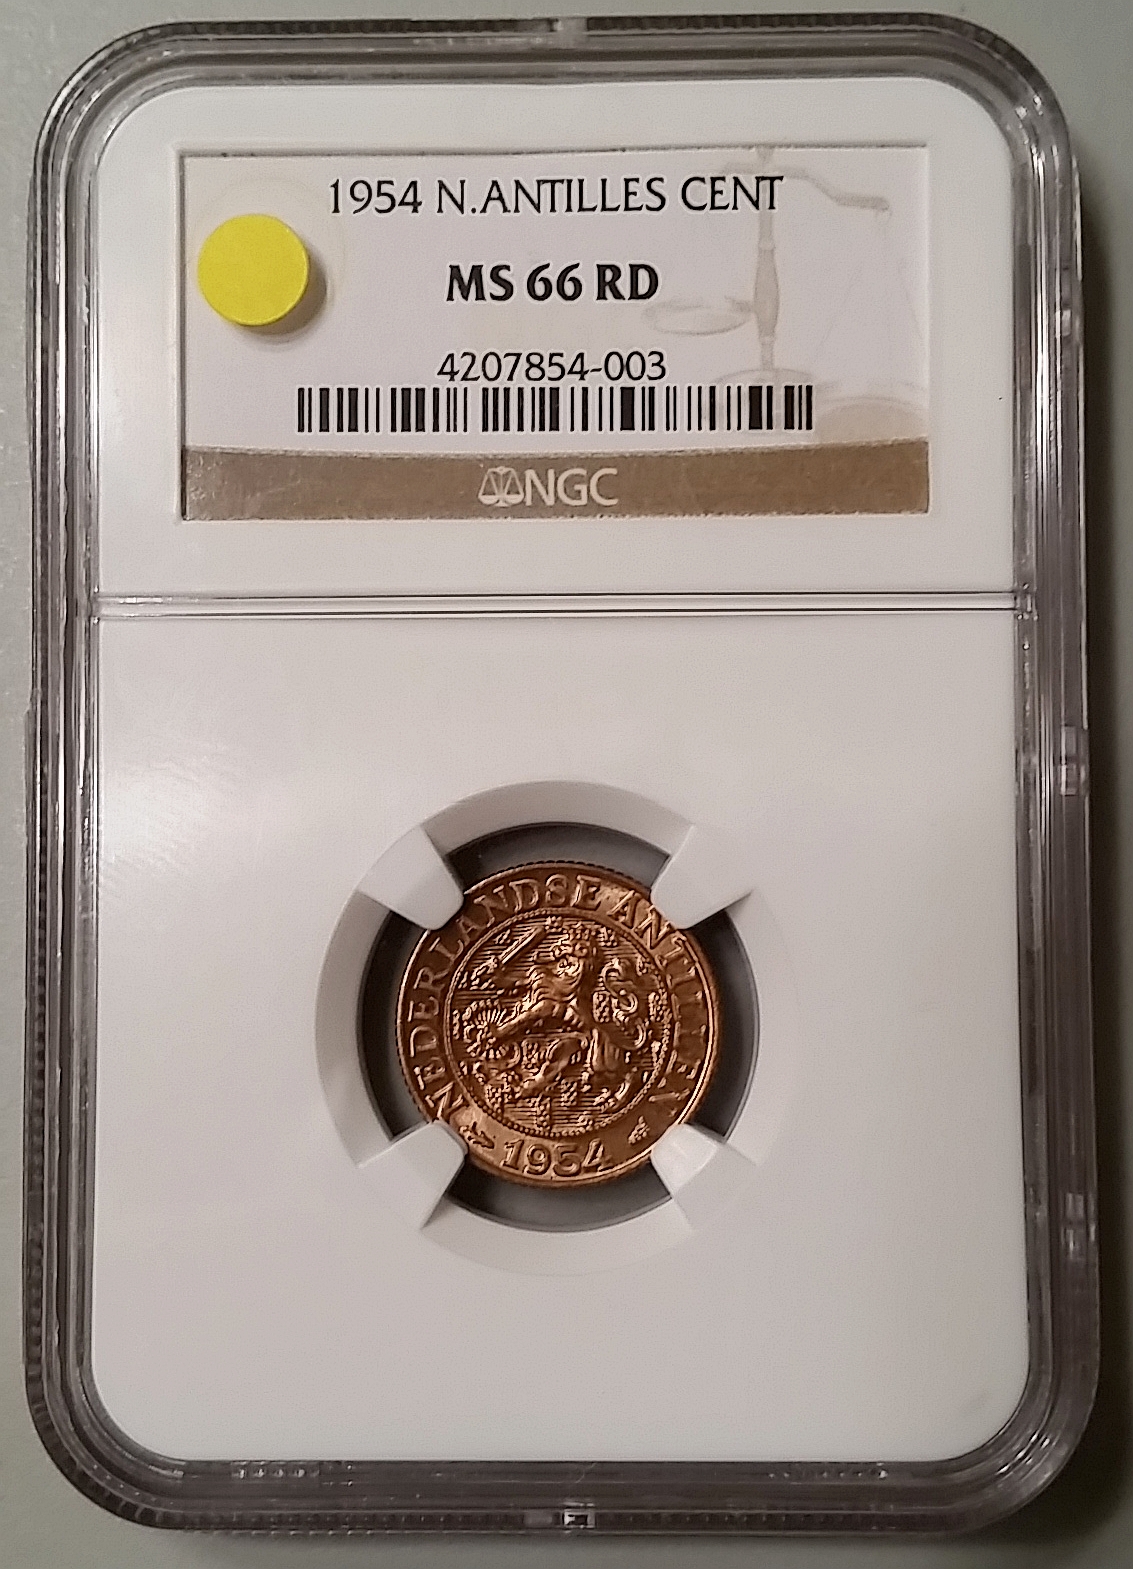 1954 N.ANTILLES CENT
MS 66 RD
4207854-003
NGC
NEDERLANDSE ANTILLEN
1954